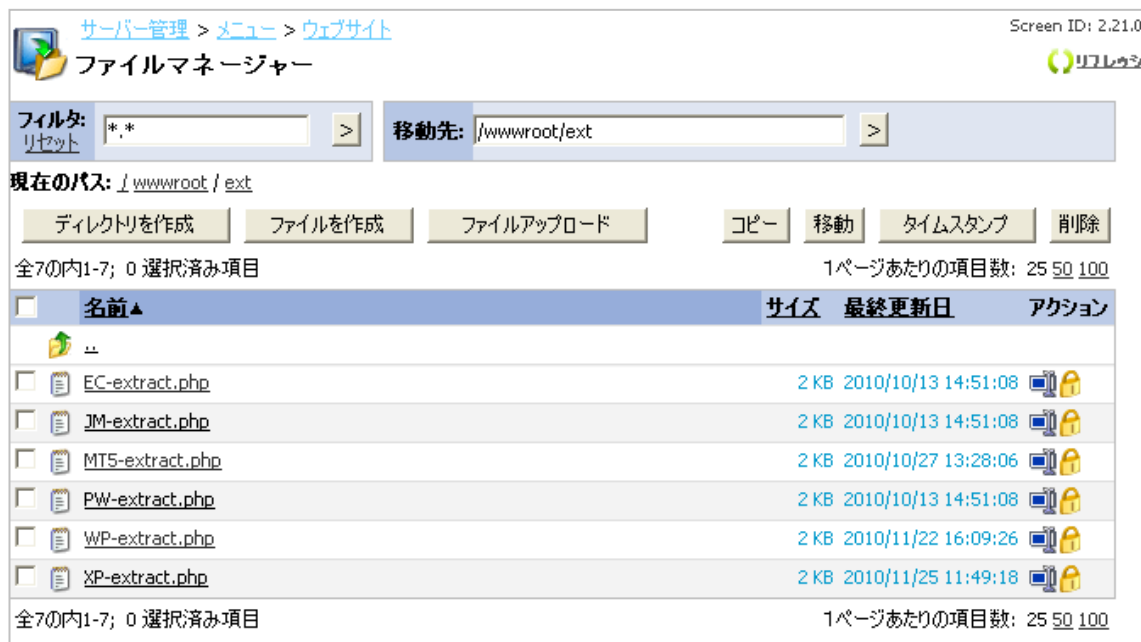 サーバー管理 > メニュー > ウェブサイト
Screen ID: 2.21.0
ファイルマネージャー
リフレッシ
フィルタ: *.* >
リセット
移動先: /wwwroot/ext >
現在のパス: / wwwroot / ext
ディレクトリを作成 ファイルを作成 ファイルアップロード コピー 移動 タイムスタンプ 削除
全7の内1-7; 0 選択済み項目 1ページあたりの項目数: 25 50 100
名前▲ サイズ 最終更新日 アクション
..
EC-extract.php 2 KB 2010/10/13 14:51:08
JM-extract.php 2 KB 2010/10/13 14:51:08
MT5-extract.php 2 KB 2010/10/27 13:28:06
PW-extract.php 2 KB 2010/10/13 14:51:08
WP-extract.php 2 KB 2010/11/22 16:09:26
XP-extract.php 2 KB 2010/11/25 11:49:18
全7の内1-7; 0 選択済み項目 1ページあたりの項目数: 25 50 100